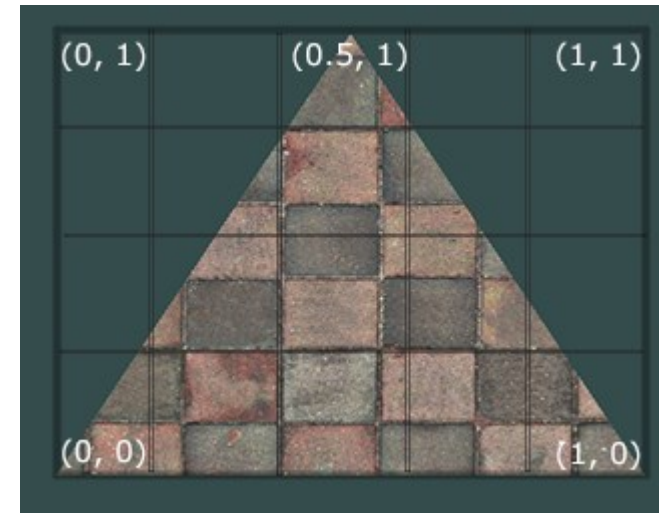 (0, 1) (0.5, 1) (1, 1)
(0, 0) (1, 0)